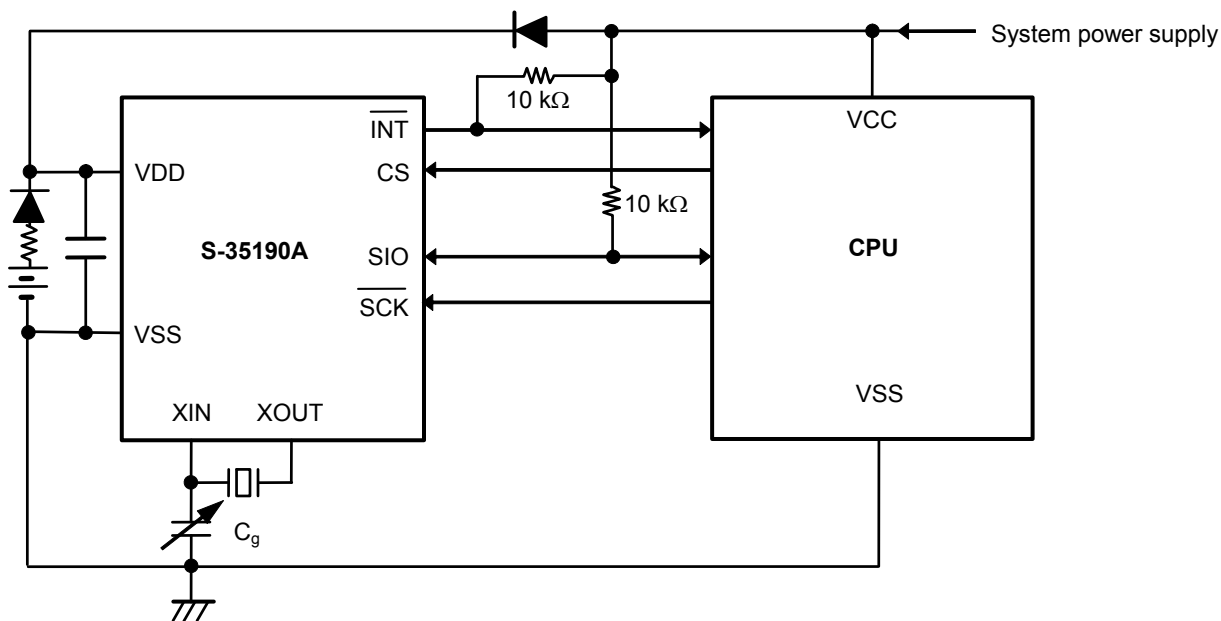 System power supply
10 kΩ
INT
VCC
VDD
CS
10 kΩ
S-35190A
SIO
CPU
SCK
VSS
VSS
XIN
XOUT
Cg